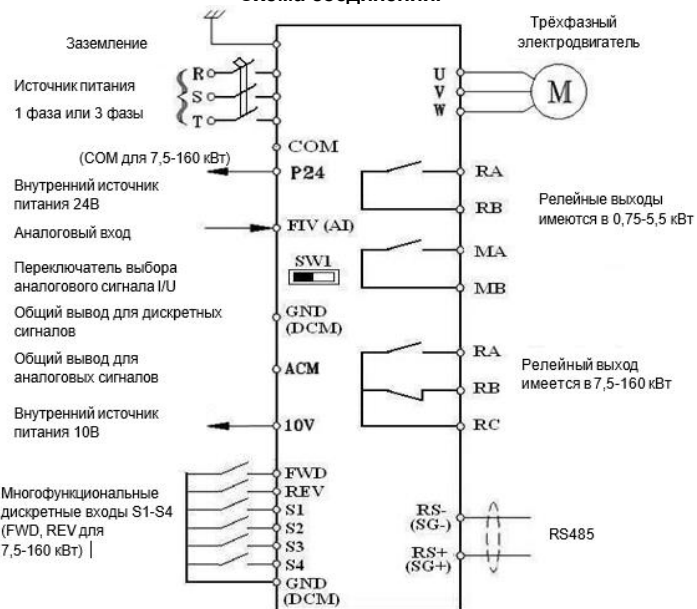 схема соединений:
Заземление
Источник питания
1 фаза или 3 фазы
R
S
T
(COM для 7,5-160 кВт)
Внутренний источник
питания 24В
Аналоговый вход
Переключатель выбора
аналогового сигнала I/U
Общий вывод для дискретных
сигналов
Общий вывод для
аналоговых сигналов
Внутренний источник
питания 10В
Многофункциональные
дискретные входы S1-S4
(FWD, REV для
7,5-160 кВт)
COM
P24
FIV (AI)
SW1
GND
(DCM)
ACM
10V
FWD
REV
S1
S2
S3
S4
GND
(DCM)
U
V
W
M
Трёхфазный
электродвигатель
RA
RB
MA
MB
Релейные выходы
имеются в 0,75-5,5 кВт
RA
RB
RC
Релейный выход
имеется в 7,5-160 кВт
RS-
(SG-)
RS+
(SG+)
RS485